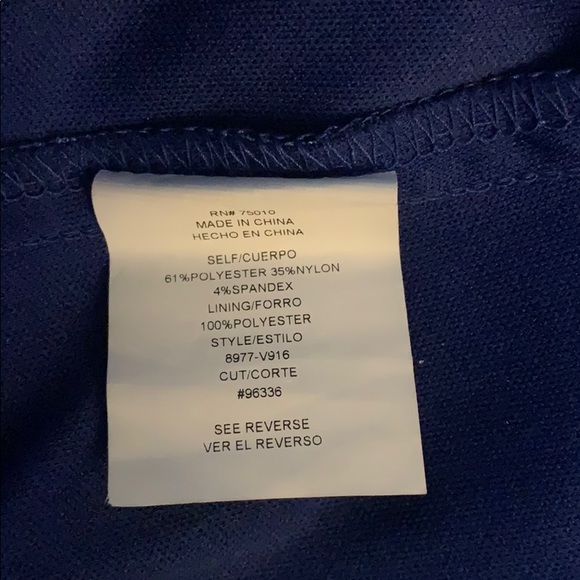 RN# 75010
MADE IN CHINA
HECHO EN CHINA
SELF/CUERPO
61%POLYESTER 35%NYLON
4%SPANDEX
LINING/FORRO
100%POLYESTER
STYLE/ESTILO
8977-V916
CUT/CORTE
#96336
SEE REVERSE
VER EL REVERSO